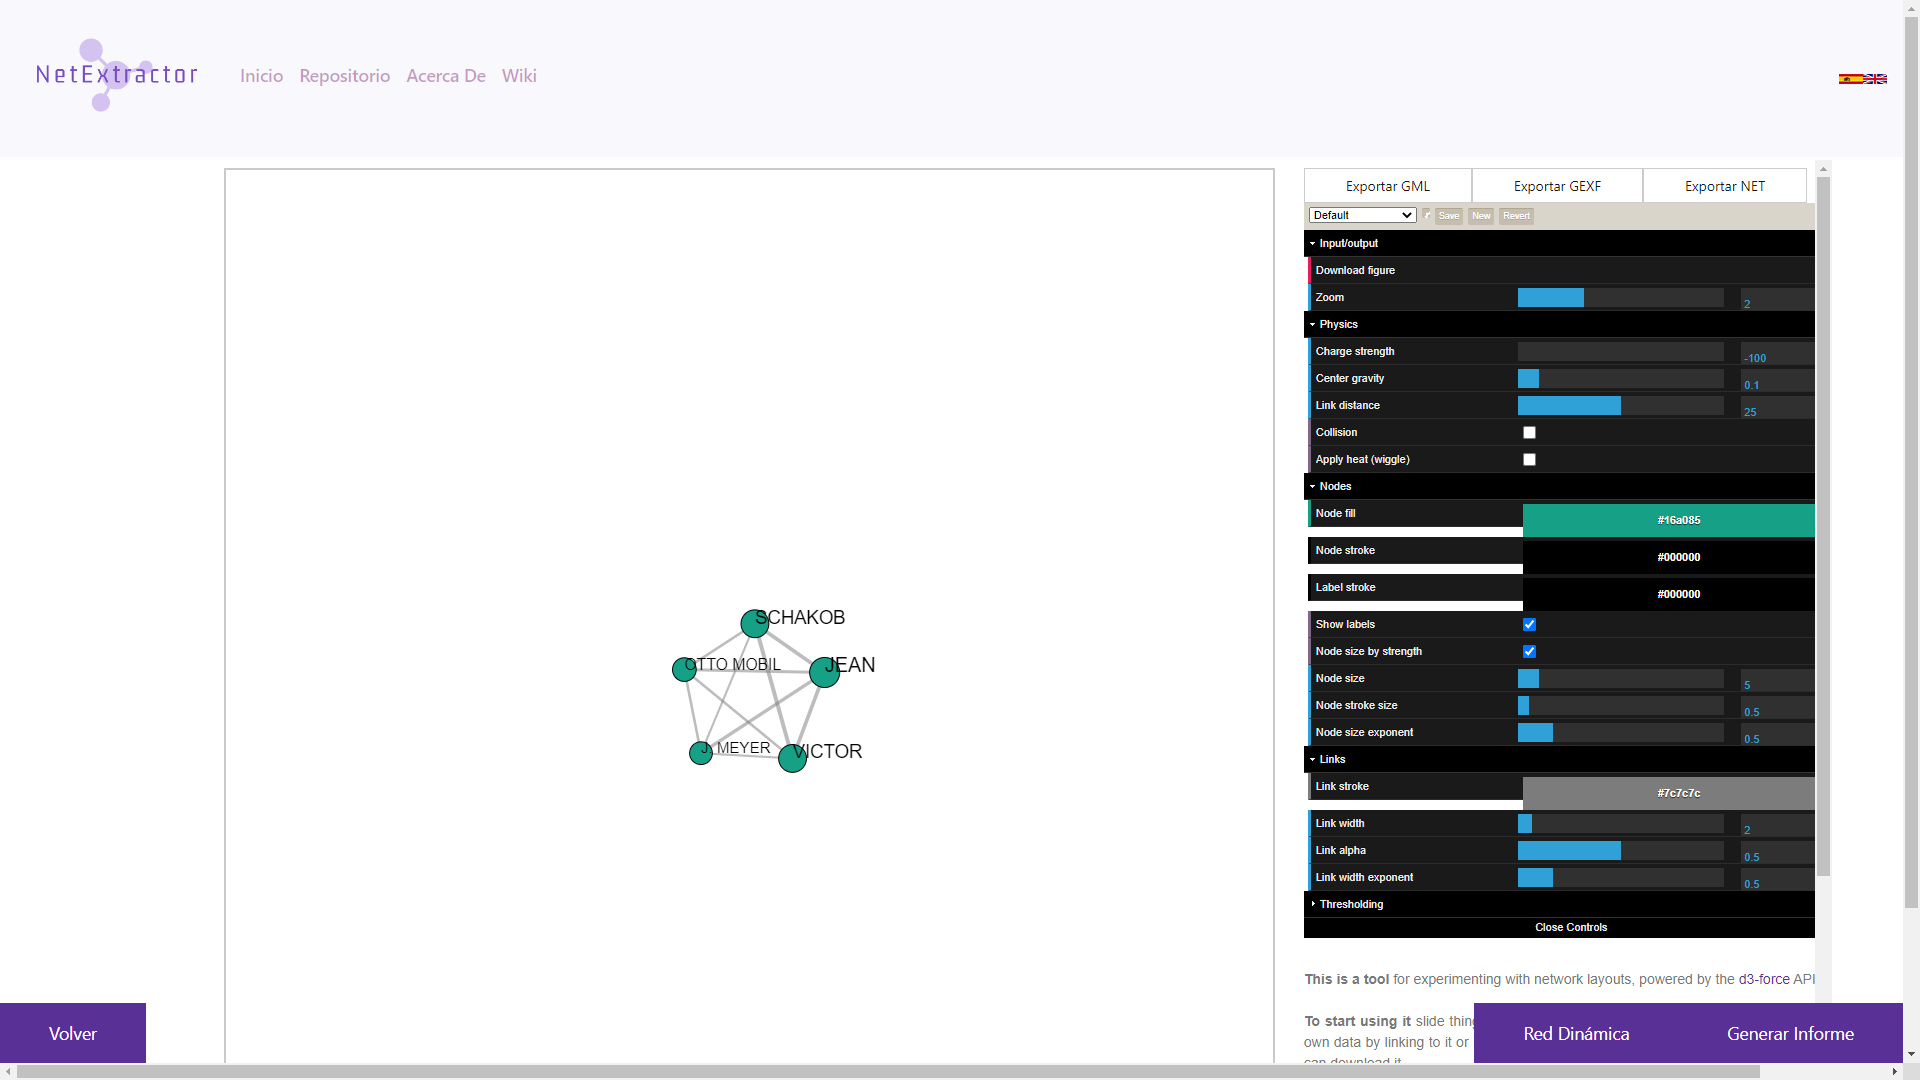 NetExtractor
Inicio Repositorio Acerca De Wiki
Exportar GML Exportar GEXF Exportar NET
Default Save New Revert
Input/output
Download figure
Zoom 2
Physics
Charge strength -100
Center gravity 0.1
Link distance 25
Collision
Apply heat (wiggle)
Nodes
Node fill #16a085
Node stroke #000000
Label stroke #000000
Show labels
Node size by strength
Node size 5
Node stroke size 0.5
Node size exponent 0.5
Links
Link stroke #7c7c7c
Link width 2
Link alpha 0.5
Link width exponent 0.5
Thresholding
Close Controls
SCHAKOB
OTTO MOBIL
JEAN
J. MEYER
VICTOR
This is a tool for experimenting with network layouts, powered by the d3-force API
To start using it slide
own data by linking to it or
can download it
Volver
Red Dinámica
Generar Informe